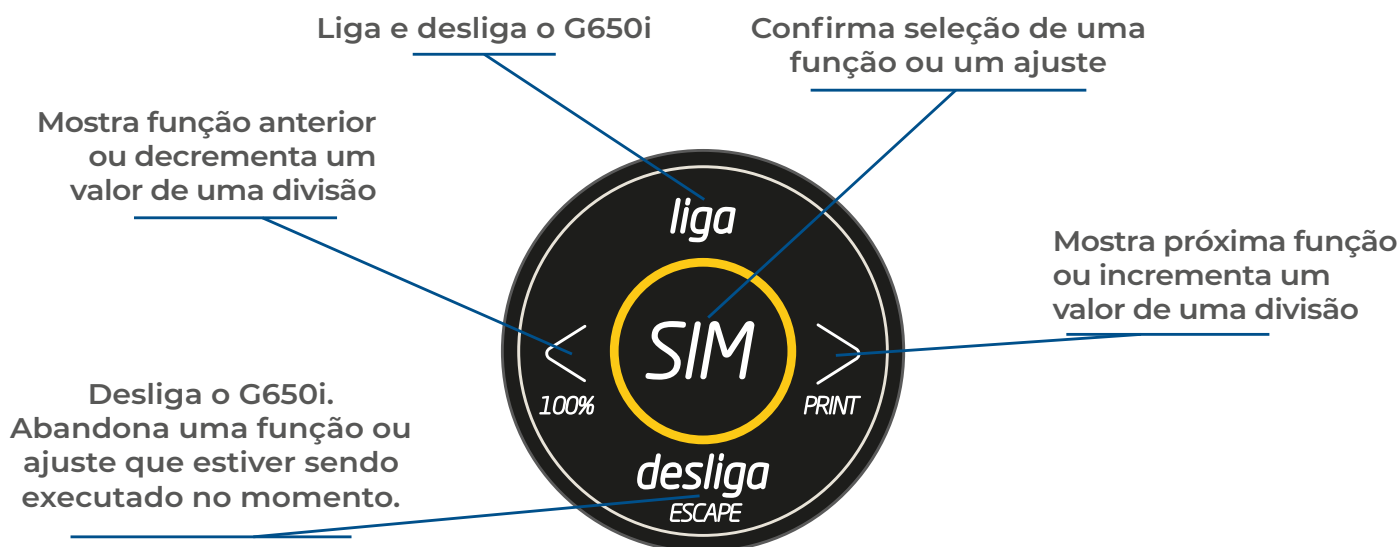 Liga e desliga o G650i
Confirma seleção de uma
função ou um ajuste
Mostra função anterior
ou decrementa um
valor de uma divisão
liga
Mostra próxima função
ou incrementa um
valor de uma divisão
SIM
100%
PRINT
Desliga o G650i.
Abandona uma função ou
ajuste que estiver sendo
executado no momento.
desliga
ESCAPE